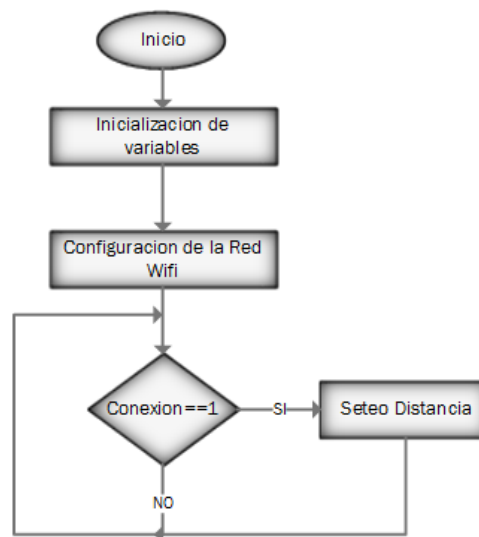 Inicio
Inicializacion de
variables
Configuracion de la Red
Wifi
Conexion==1
SI
Seteo Distancia
NO